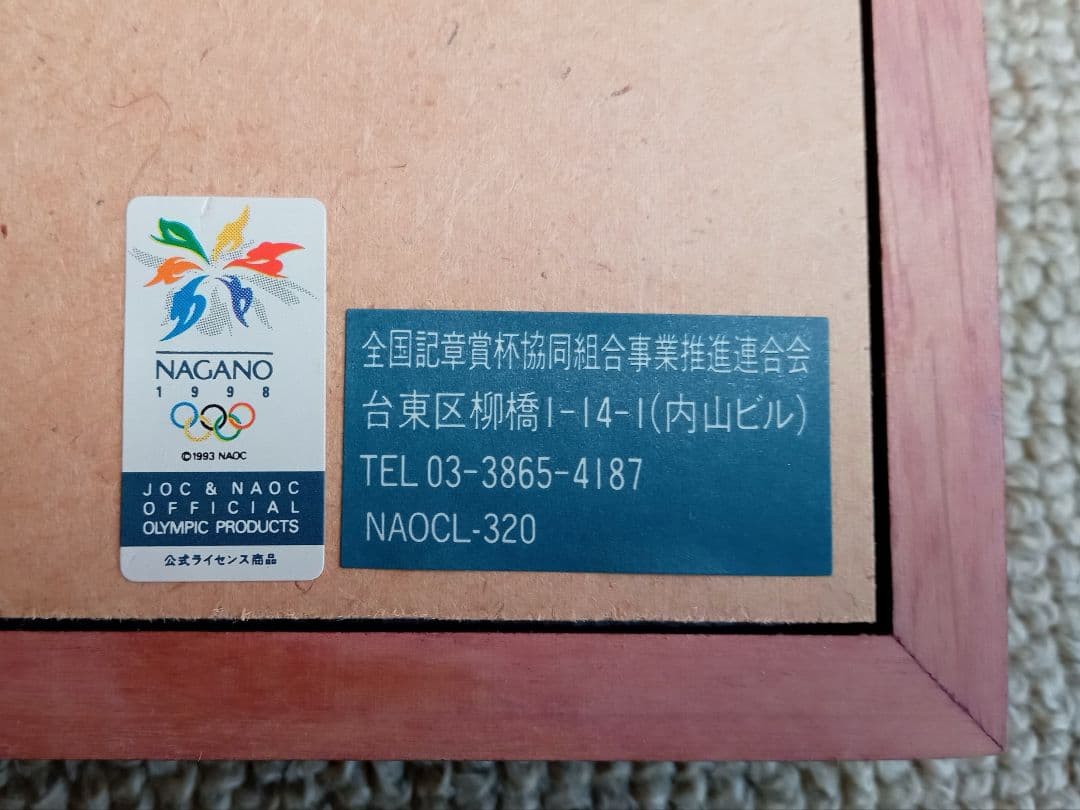 NAGANO
1998
©1993 NAOC
JOC & NAOC
OFFICIAL
OLYMPIC PRODUCTS
公式ライセンス商品
全国記章賞杯協同組合事業推進連合会
台東区柳橋1-14-1(内山ビル)
TEL 03-3865-4187
NAOCL-320